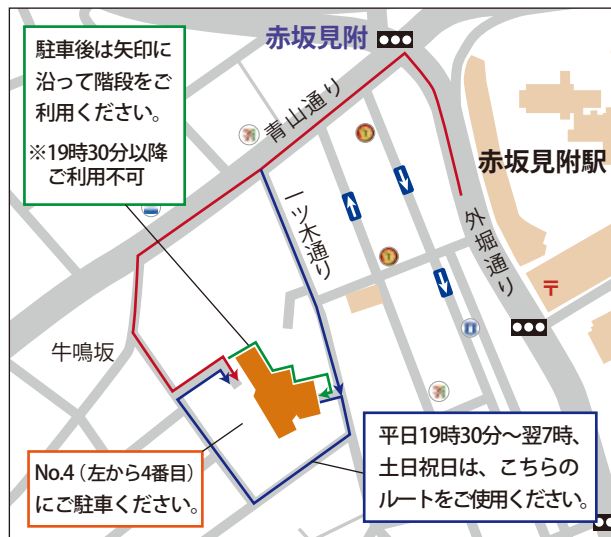 駐車後は矢印に
沿って階段をご
利用ください。
※19時30分以降
ご利用不可
赤坂見附
青山通り
赤坂見附駅
一ツ木通り
外堀通り
〒
牛鳴坂
No.4（左から4番目）
にご駐車ください。
平日19時30分〜翌7時、
土日祝日は、こちらの
ルートをご使用ください。